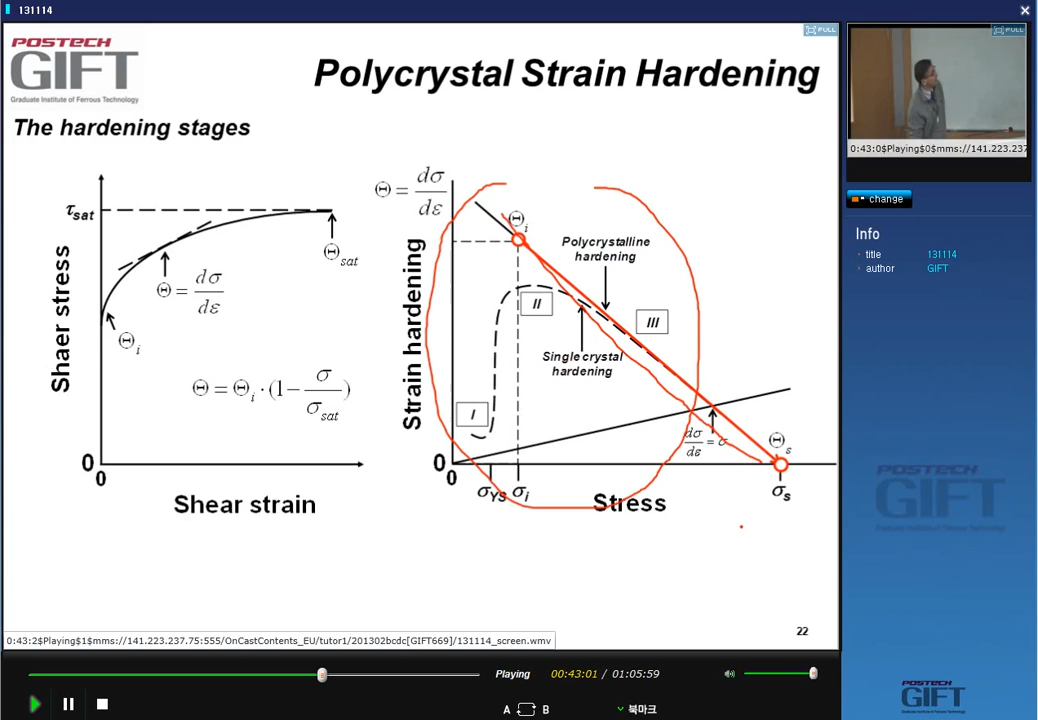 131114
FULL
POSTECH
GIFT
Graduate Institute of Ferrous Technology
Polycrystal Strain Hardening
The hardening stages
Shaer stress
τsat
Θ = dσ/dε
Θi
Θsat
Θ = Θi · (1 − σ/σsat)
0
0
Shear strain
Θ = dσ/dε
Strain hardening
Θi
Polycrystalline
hardening
II
III
Single crystal
hardening
I
dσ/dε = σ
Θs
0
0
σYS
σi
Stress
σs
22
0:43:2$Playing$1$mms://141.223.237.75:555/OnCastContents_EU/tutor1/201302bcdc[GIFT669]/131114_screen.wmv
Playing
00:43:01 / 01:05:59
A B
북마크
FULL
0:43:0$Playing$0$mms://141.223.237
change
Info
title 131114
author GIFT
POSTECH
GIFT
POSTECH
GIFT